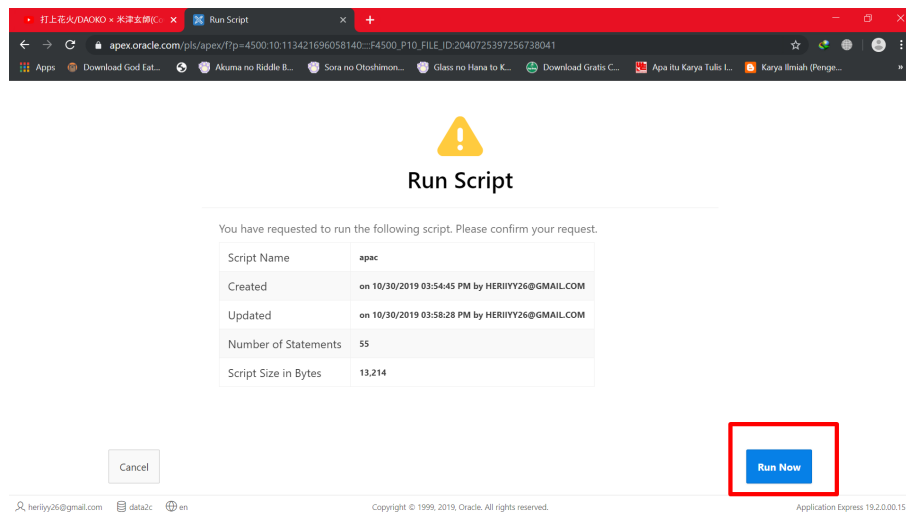 打上花火/DAOKO × 米津玄師(Co
Run Script
apex.oracle.com/pls/apex/f?p=4500:10:113421696058140::::F4500_P10_FILE_ID:2040725397256738041
Apps Download God Eat... Akuma no Riddle B... Sora no Otoshimon... Glass no Hana to K... Download Gratis C... Apa itu Karya Tulis I... Karya Ilmiah (Penge... »
Run Script
You have requested to run the following script. Please confirm your request.
Script Name apac
Created on 10/30/2019 03:54:45 PM by HERIIYY26@GMAIL.COM
Updated on 10/30/2019 03:58:28 PM by HERIIYY26@GMAIL.COM
Number of Statements 55
Script Size in Bytes 13,214
Cancel Run Now
heriiyy26@gmail.com data2c en Copyright © 1999, 2019, Oracle. All rights reserved. Application Express 19.2.0.00.15